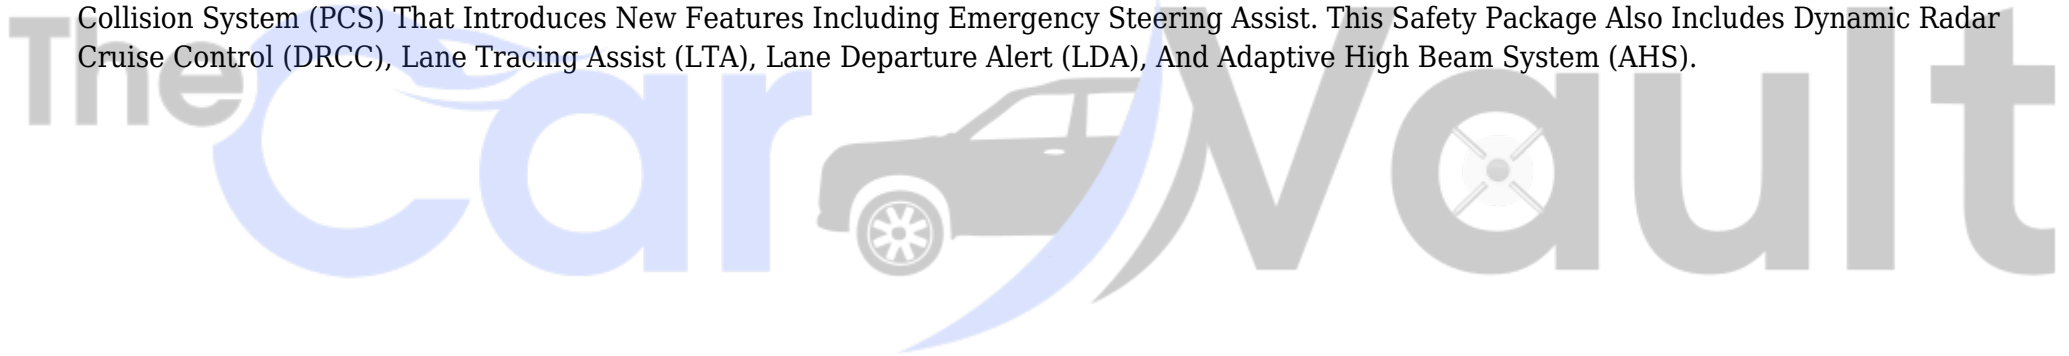 Collision System (PCS) That Introduces New Features Including Emergency Steering Assist. This Safety Package Also Includes Dynamic Radar
Cruise Control (DRCC), Lane Tracing Assist (LTA), Lane Departure Alert (LDA), And Adaptive High Beam System (AHS).
The Car Vault